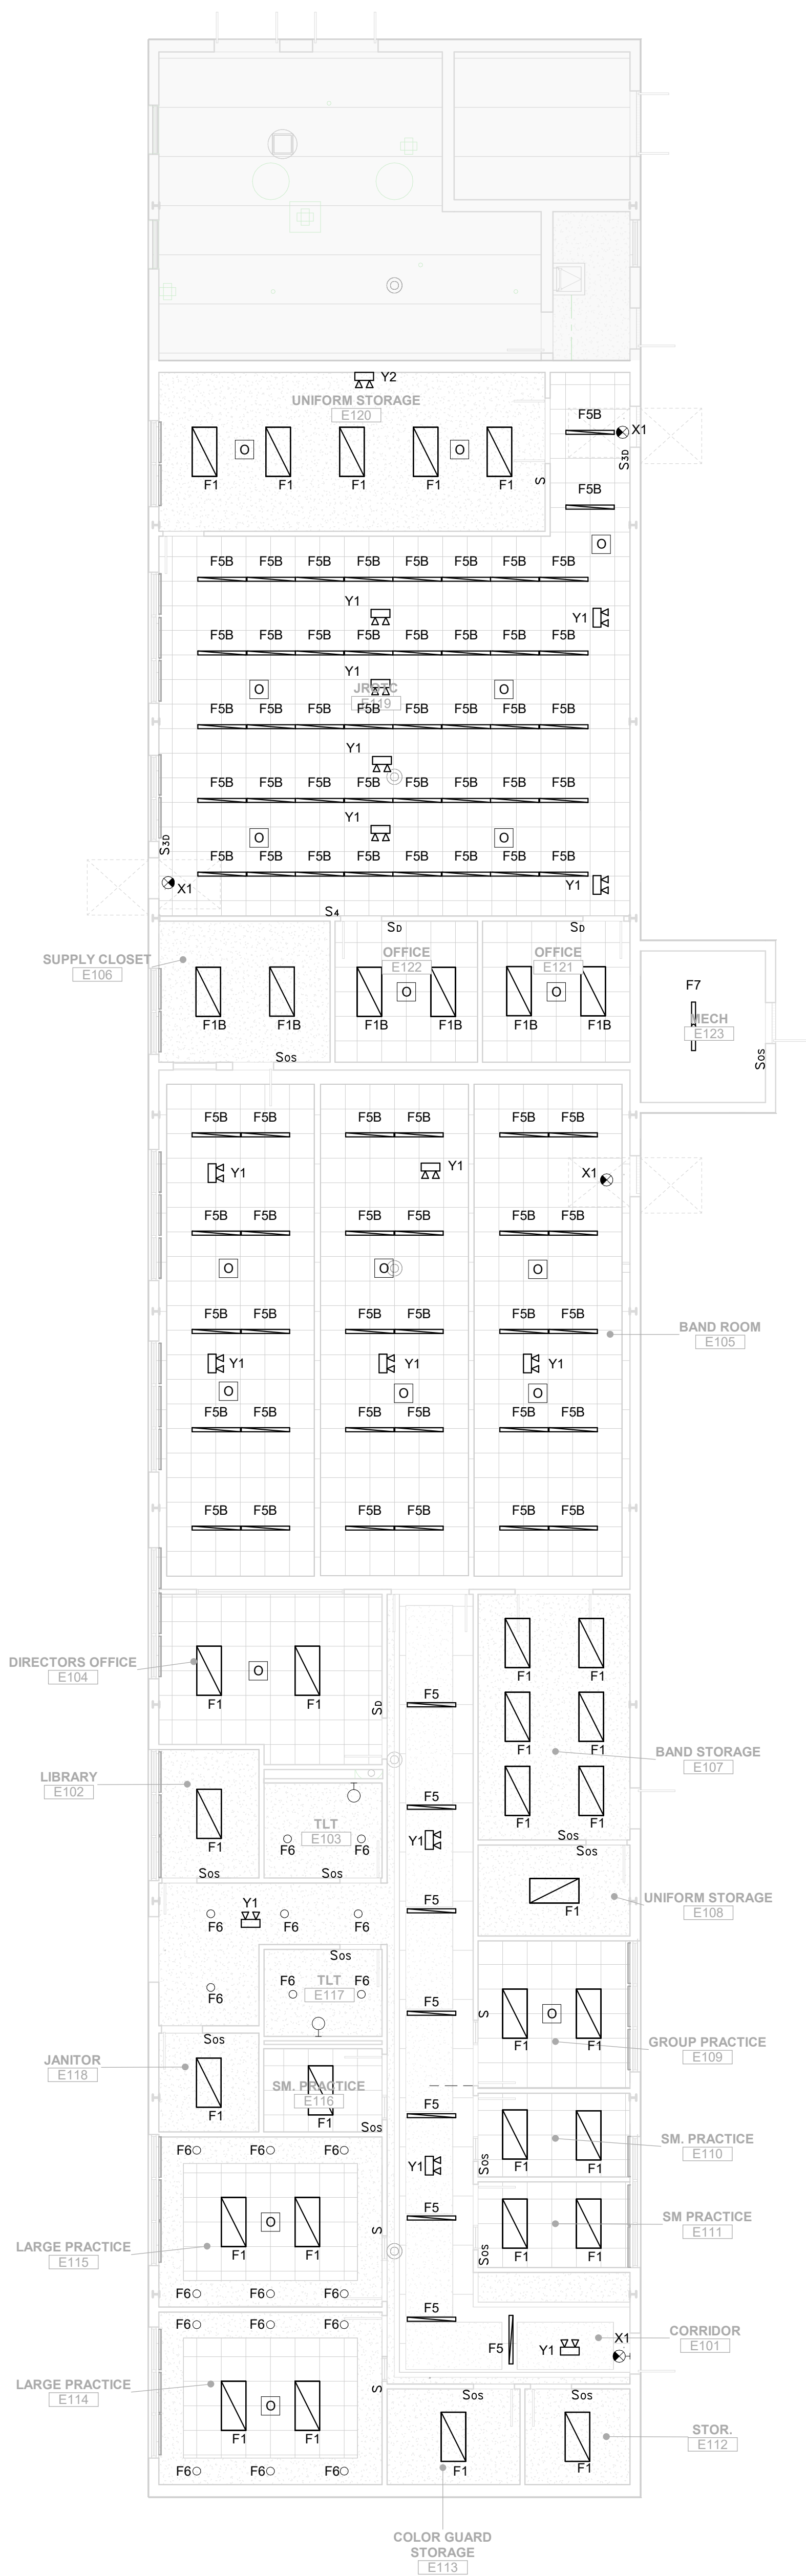 Y2
UNIFORM STORAGE
E120
F5B
X1
O O
F1 F1 F1 F1 F1
S
S3D
F5B
O
F5B F5B F5B F5B F5B F5B F5B F5B
Y1
Y1
F5B F5B F5B F5B F5B F5B F5B F5B
Y1
O JROTC O
E119
F5B F5B F5B F5B F5B F5B F5B F5B
Y1
F5B F5B F5B F5B F5B F5B F5B F5B
Y1
O O
S3D
F5B F5B F5B F5B F5B F5B F5B F5B
X1 Y1
S4
SD SD
SUPPLY CLOSET
E106
OFFICE
E122
OFFICE
E121
O O
F1B F1B F1B F1B F1B F1B
F7
MECH
E123
Sos
Sos
F5B F5B F5B F5B F5B F5B
Y1 Y1 X1
F5B F5B F5B F5B F5B F5B
O O O
F5B F5B F5B F5B F5B F5B
BAND ROOM
E105
Y1 Y1 Y1
O O O
F5B F5B F5B F5B F5B F5B
F5B F5B F5B F5B F5B F5B
DIRECTORS OFFICE
E104
O
F1 F1
SD
F5
F1 F1
F1 F1
BAND STORAGE
E107
F1 F1
LIBRARY
E102
F1
F5
TLT
E103
F6 F6
Y1
Sos Sos
Sos
Sos
UNIFORM STORAGE
E108
F1
Y1
F6 F6 F6
F5
F6
Sos
TLT
E117
F6 F6
F5
S
O
F1 F1
GROUP PRACTICE
E109
Sos
JANITOR
E118
F1
SM. PRACTICE
E116
F1
Sos
F5
SM. PRACTICE
E110
F1 F1
Sos
F6 F6 F6
Y1
LARGE PRACTICE
E115
O
F1 F1
S
F5
SM PRACTICE
E111
F1 F1
Sos
F6 F6 F6
F6 F6 F6
F5
F5
Y1
X1
CORRIDOR
E101
LARGE PRACTICE
E114
O
F1 F1
S
F6 F6 F6
Sos
F1
Sos
F1
STOR.
E112
COLOR GUARD
STORAGE
E113